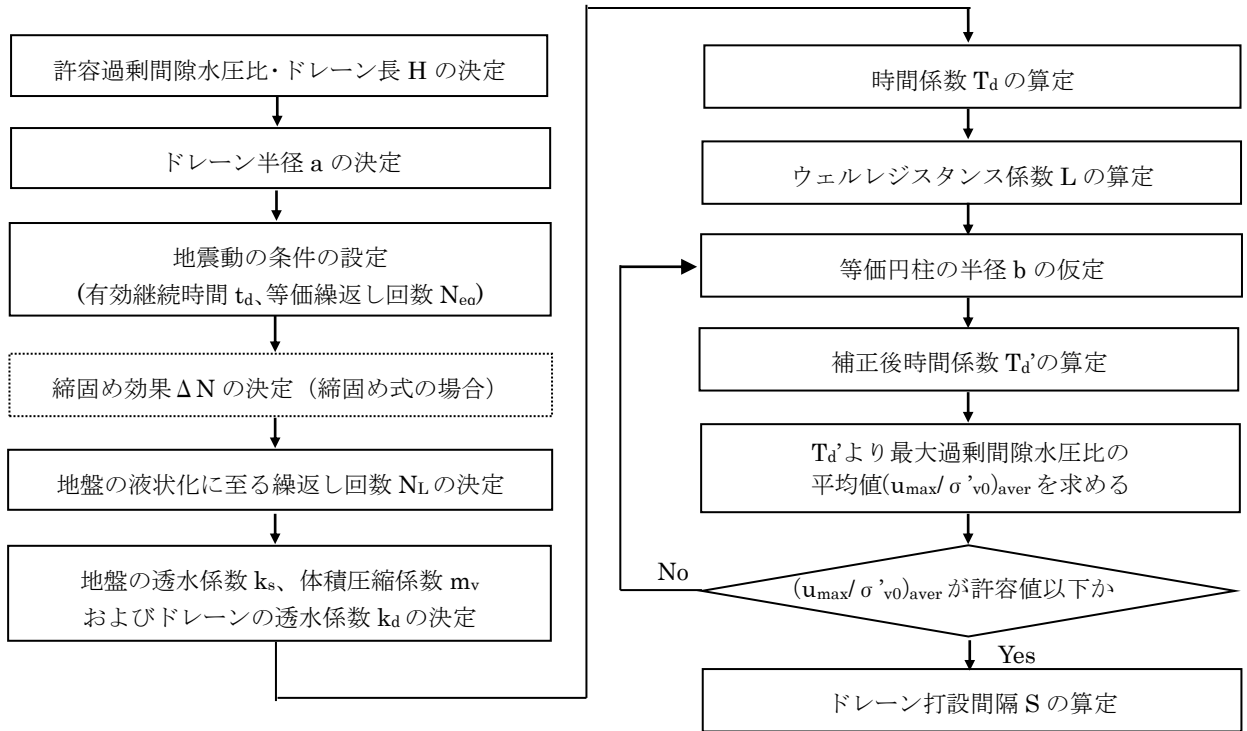 許容過剰間隙水圧比・ドレーン長 H の決定
ドレーン半径 a の決定
地震動の条件の設定
(有効継続時間 td、等価繰返し回数 Neq)
締固め効果ΔN の決定（締固め式の場合）
地盤の液状化に至る繰返し回数 NL の決定
地盤の透水係数 ks、体積圧縮係数 mv
およびドレーンの透水係数 kd の決定
時間係数 Td の算定
ウェルレジスタンス係数 L の算定
等価円柱の半径 b の仮定
補正後時間係数 Td'の算定
Td'より最大過剰間隙水圧比の
平均値(umax/σ'v0)aver を求める
No
(umax/σ'v0)aver が許容値以下か
Yes
ドレーン打設間隔 S の算定